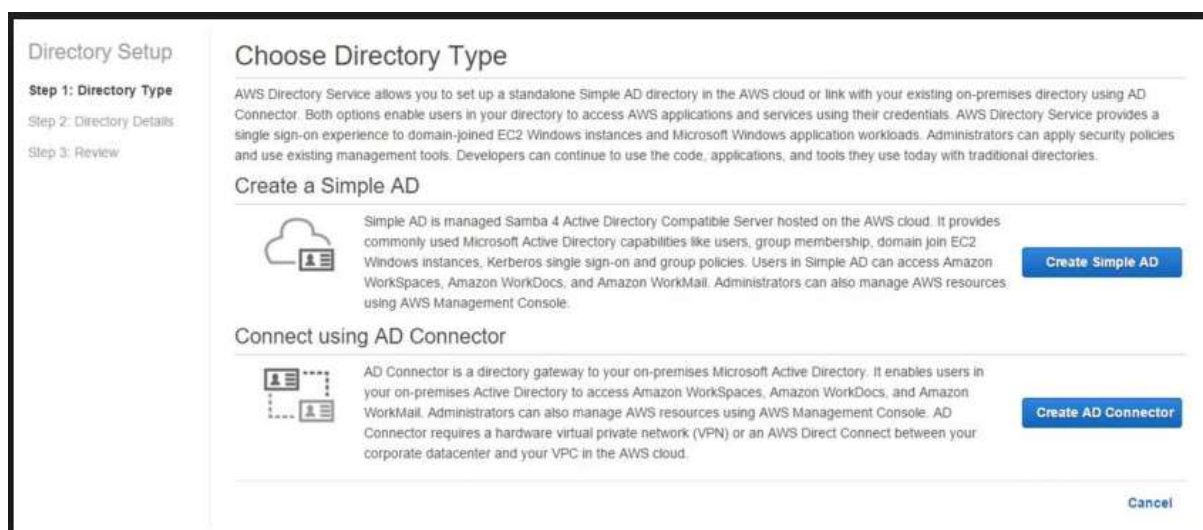 Directory Setup
Step 1: Directory Type
Step 2: Directory Details
Step 3: Review
Choose Directory Type
AWS Directory Service allows you to set up a standalone Simple AD directory in the AWS cloud or link with your existing on-premises directory using AD
Connector. Both options enable users in your directory to access AWS applications and services using their credentials. AWS Directory Service provides a
single sign-on experience to domain-joined EC2 Windows instances and Microsoft Windows application workloads. Administrators can apply security policies
and use existing management tools. Developers can continue to use the code, applications, and tools they use today with traditional directories.
Create a Simple AD
Simple AD is managed Samba 4 Active Directory Compatible Server hosted on the AWS cloud. It provides
commonly used Microsoft Active Directory capabilities like users, group membership, domain join EC2
Windows instances, Kerberos single sign-on and group policies. Users in Simple AD can access Amazon
WorkSpaces, Amazon WorkDocs, and Amazon WorkMail. Administrators can also manage AWS resources
using AWS Management Console.
Create Simple AD
Connect using AD Connector
AD Connector is a directory gateway to your on-premises Microsoft Active Directory. It enables users in
your on-premises Active Directory to access Amazon WorkSpaces, Amazon WorkDocs, and Amazon
WorkMail. Administrators can also manage AWS resources using AWS Management Console. AD
Connector requires a hardware virtual private network (VPN) or an AWS Direct Connect between your
corporate datacenter and your VPC in the AWS cloud.
Create AD Connector
Cancel